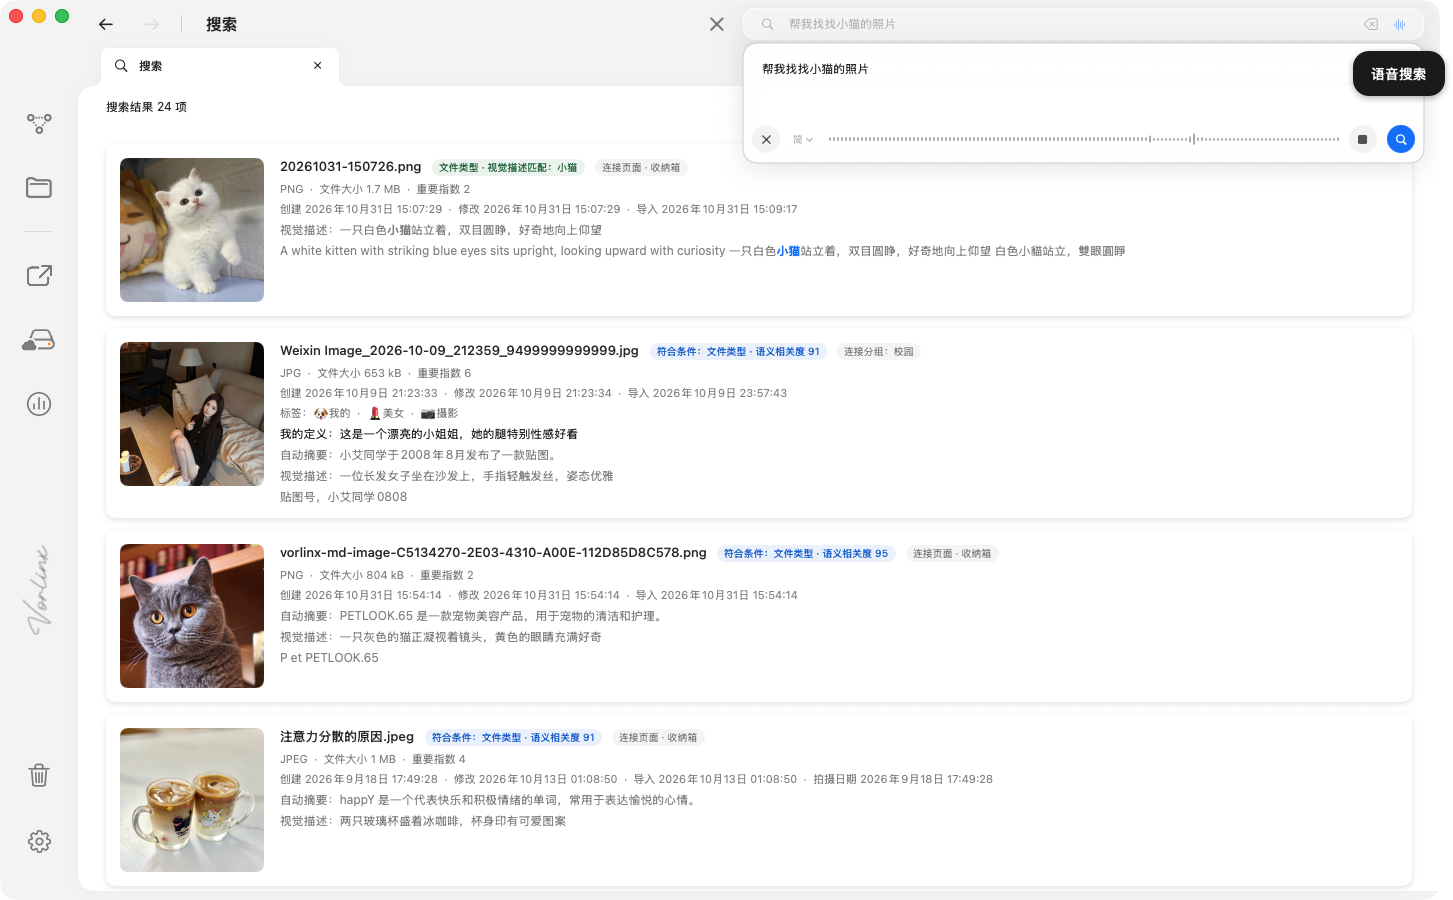 搜索
帮我找找小猫的照片
搜索
帮我找找小猫的照片
语音搜索
简
搜索结果 24 项
20261031-150726.png 文件类型 · 视觉描述匹配：小猫 连接页面 · 收纳箱
PNG · 文件大小 1.7 MB · 重要指数 2
创建 2026年10月31日 15:07:29 · 修改 2026年10月31日 15:07:29 · 导入 2026年10月31日 15:09:17
视觉描述：一只白色小猫站立着，双目圆睁，好奇地向上仰望
A white kitten with striking blue eyes sits upright, looking upward with curiosity 一只白色小猫站立着，双目圆睁，好奇地向上仰望 白色小貓站立，雙眼圓睜
Weixin Image_2026-10-09_212359_9499999999999.jpg 符合条件：文件类型 · 语义相关度 91 连接分组：校园
JPG · 文件大小 653 kB · 重要指数 6
创建 2026年10月9日 21:23:33 · 修改 2026年10月9日 21:23:34 · 导入 2026年10月9日 23:57:43
标签：🐶我的 · 💄美女 · 📷摄影
我的定义：这是一个漂亮的小姐姐，她的腿特别性感好看
自动摘要：小艾同学于2008年8月发布了一款贴图。
视觉描述：一位长发女子坐在沙发上，手指轻触发丝，姿态优雅
贴图号，小艾同学0808
vorlinx-md-image-C5134270-2E03-4310-A00E-112D85D8C578.png 符合条件：文件类型 · 语义相关度 95 连接页面 · 收纳箱
PNG · 文件大小 804 kB · 重要指数 2
创建 2026年10月31日 15:54:14 · 修改 2026年10月31日 15:54:14 · 导入 2026年10月31日 15:54:14
自动摘要：PETLOOK.65 是一款宠物美容产品，用于宠物的清洁和护理。
视觉描述：一只灰色的猫正凝视着镜头，黄色的眼睛充满好奇
P et PETLOOK.65
注意力分散的原因.jpeg 符合条件：文件类型 · 语义相关度 91 连接页面 · 收纳箱
JPEG · 文件大小 1 MB · 重要指数 4
创建 2026年9月18日 17:49:28 · 修改 2026年10月13日 01:08:50 · 导入 2026年10月13日 01:08:50 · 拍摄日期 2026年9月18日 17:49:28
自动摘要：happY 是一个代表快乐和积极情绪的单词，常用于表达愉悦的心情。
视觉描述：两只玻璃杯盛着冰咖啡，杯身印有可爱图案
Vorlinx